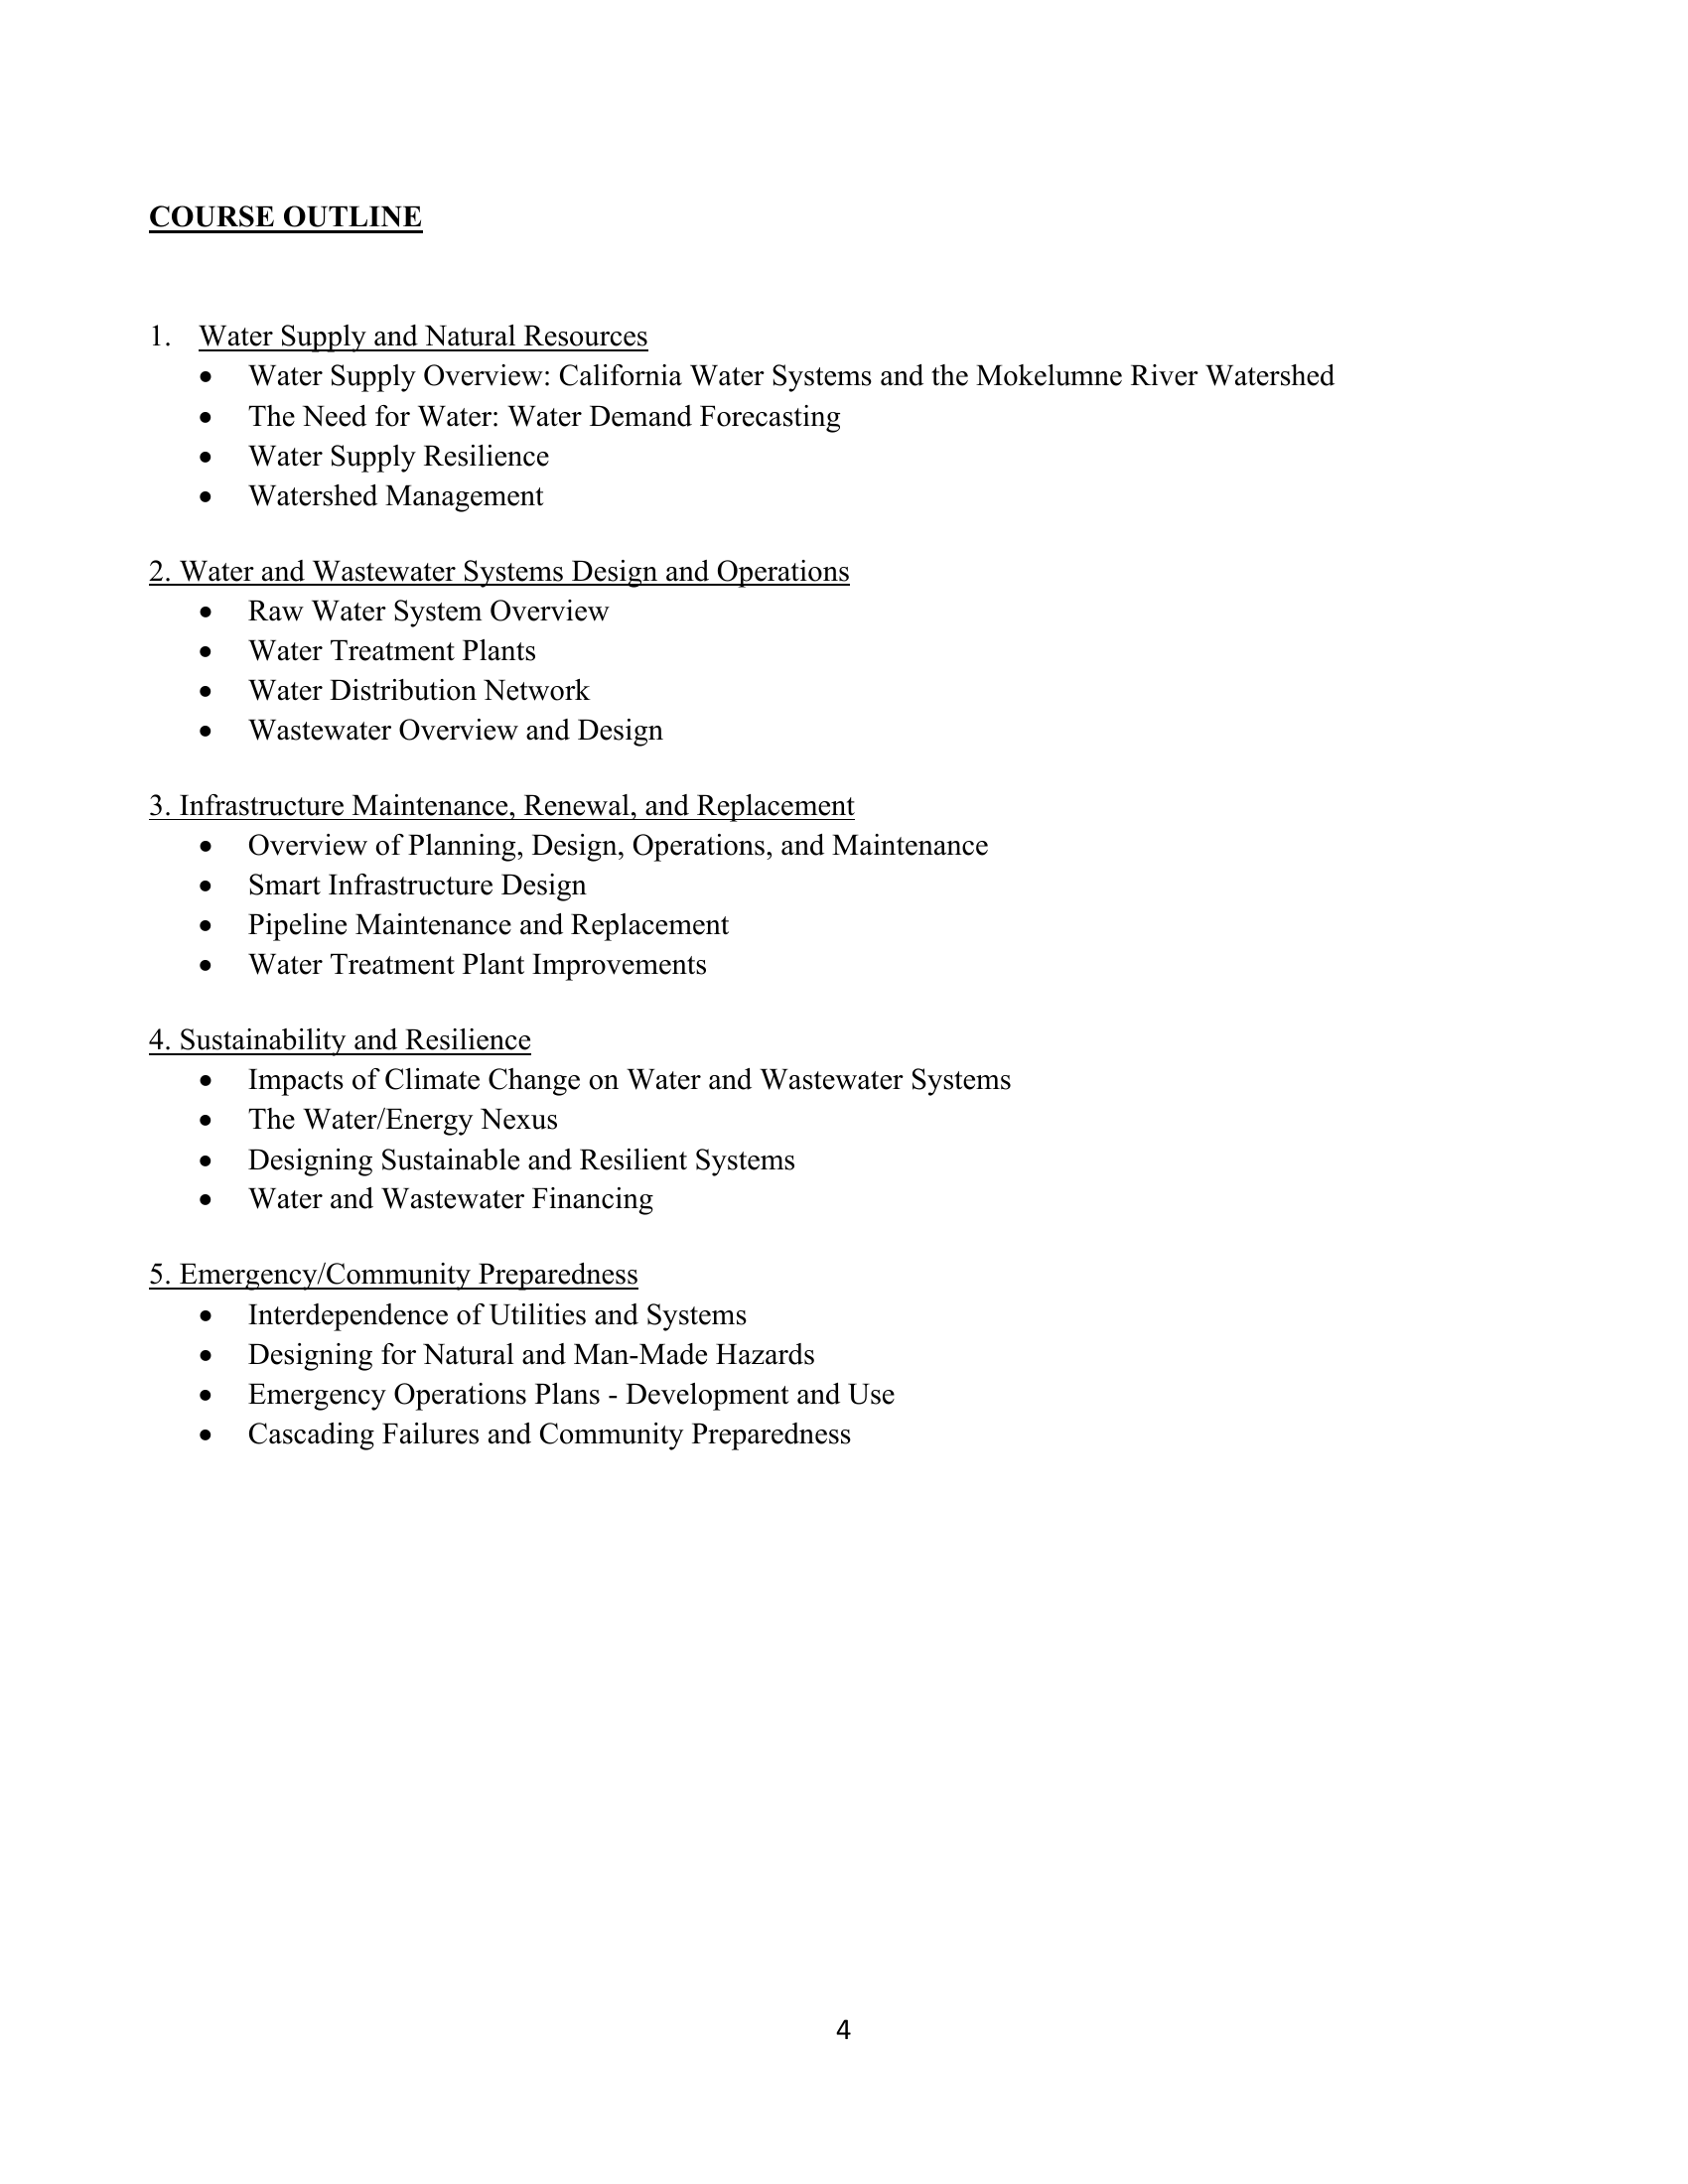 COURSE OUTLINE
1. Water Supply and Natural Resources
• Water Supply Overview: California Water Systems and the Mokelumne River Watershed
• The Need for Water: Water Demand Forecasting
• Water Supply Resilience
• Watershed Management
2. Water and Wastewater Systems Design and Operations
• Raw Water System Overview
• Water Treatment Plants
• Water Distribution Network
• Wastewater Overview and Design
3. Infrastructure Maintenance, Renewal, and Replacement
• Overview of Planning, Design, Operations, and Maintenance
• Smart Infrastructure Design
• Pipeline Maintenance and Replacement
• Water Treatment Plant Improvements
4. Sustainability and Resilience
• Impacts of Climate Change on Water and Wastewater Systems
• The Water/Energy Nexus
• Designing Sustainable and Resilient Systems
• Water and Wastewater Financing
5. Emergency/Community Preparedness
• Interdependence of Utilities and Systems
• Designing for Natural and Man-Made Hazards
• Emergency Operations Plans - Development and Use
• Cascading Failures and Community Preparedness
4